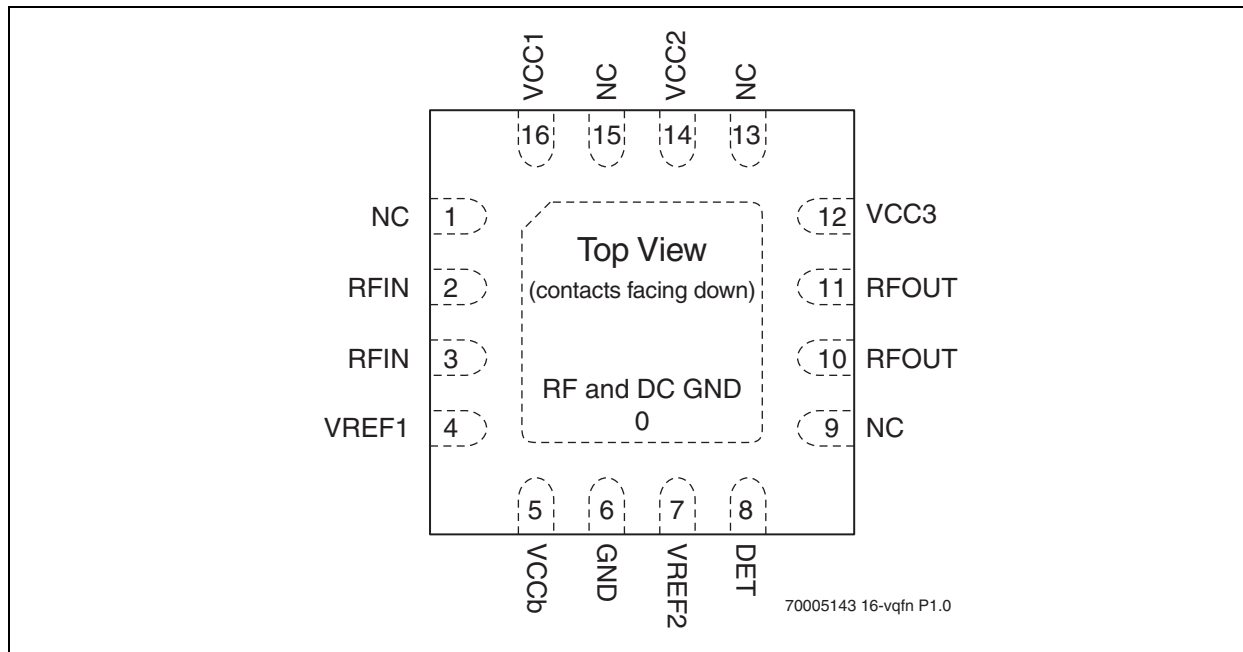 VCC1
NC
VCC2
NC
16
15
14
13
NC 1
12 VCC3
RFIN 2
11 RFOUT
RFIN 3
10 RFOUT
VREF1 4
9 NC
Top View
(contacts facing down)
RF and DC GND
0
5
6
7
8
VCCb
GND
VREF2
DET
70005143 16-vqfn P1.0